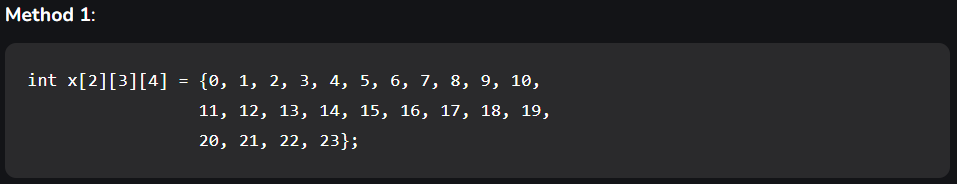 Method 1:
int x[2][3][4] = {0, 1, 2, 3, 4, 5, 6, 7, 8, 9, 10,
11, 12, 13, 14, 15, 16, 17, 18, 19,
20, 21, 22, 23};